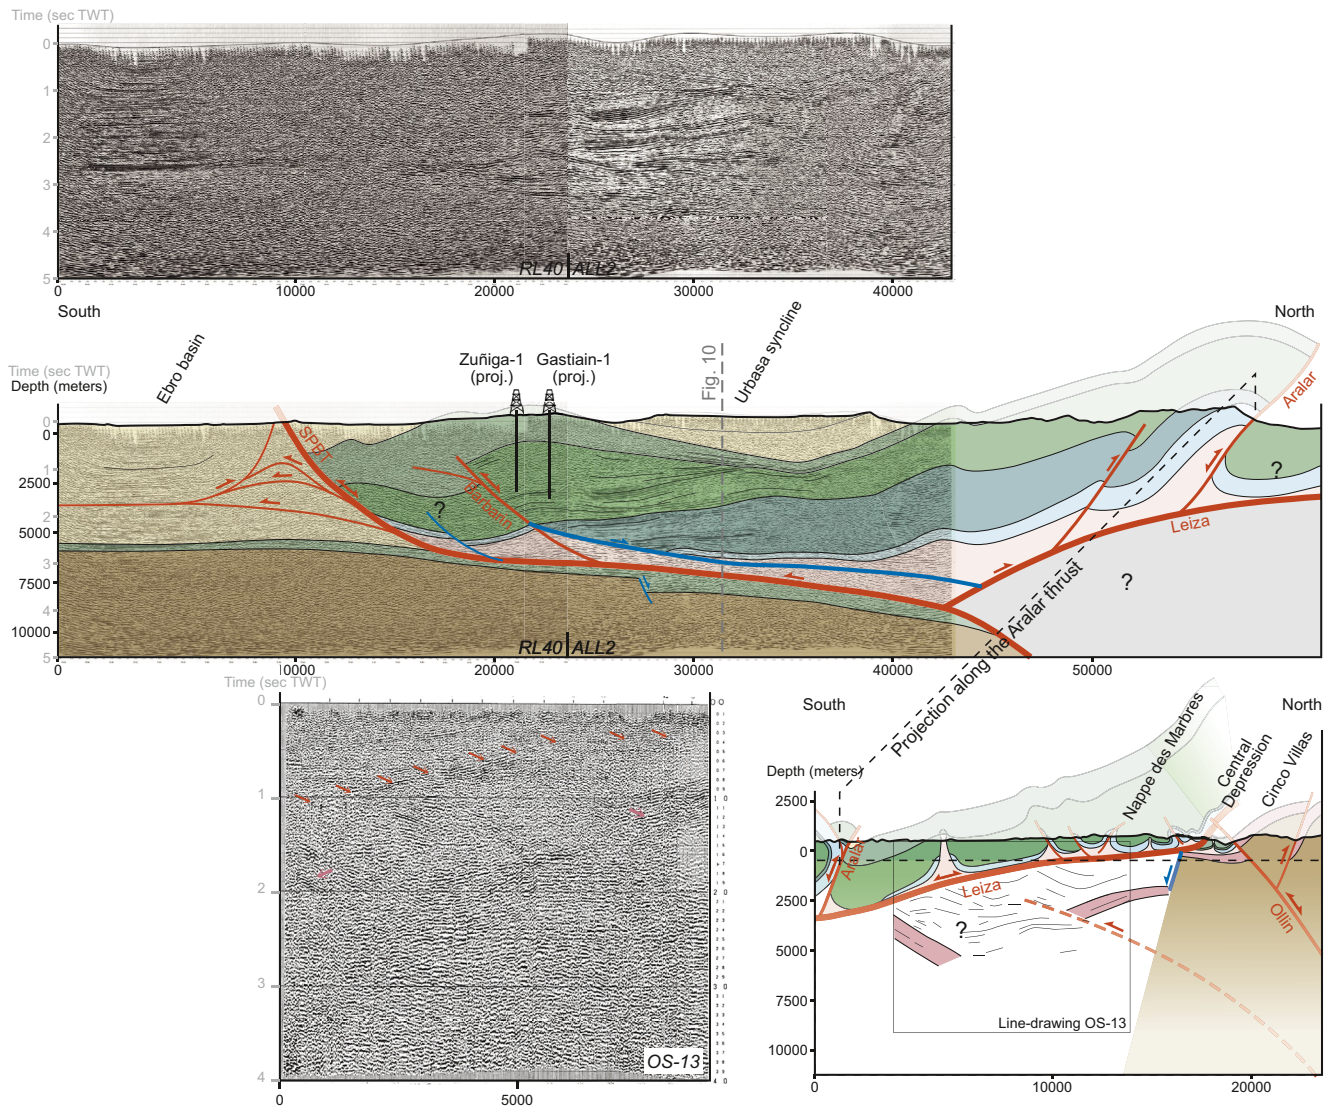 Time (sec TWT)
0
1
2
3
4
5
RL40 ALL2
0
10000
20000
30000
40000
South
North
Ebro basin
Zuñiga-1
(proj.)
Gastiain-1
(proj.)
Fig. 10
Urbasa syncline
Time (sec TWT)
Depth (meters)
0
0
1
2500
2
5000
3
7500
4
10000
5
SPFT
Barbarin
?
Leiza
Aralar
?
?
RL40 ALL2
0
10000
20000
30000
40000
50000
Projection along the Aralar thrust
Time (sec TWT)
0
1
2
3
4
OS-13
0
5000
South
North
Nappe des Marbres
Central
Depression
Cinco Villas
Depth (meters)
2500
0
2500
5000
7500
10000
Aralar
Leiza
?
Ollin
Line-drawing OS-13
0
10000
20000